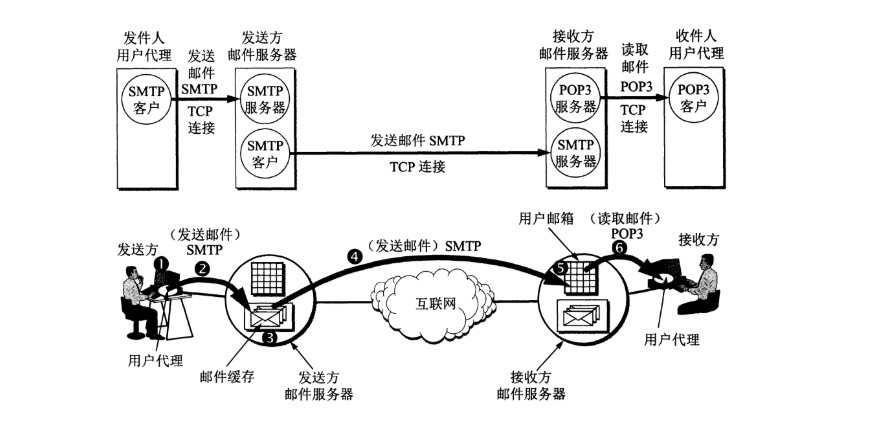 发件人
用户代理
发送
邮件
SMTP
发送方
邮件服务器
接收方
邮件服务器
读取
邮件
POP3
收件人
用户代理
SMTP
客户
TCP
连接
SMTP
服务器
SMTP
客户
发送邮件 SMTP
TCP 连接
POP3
服务器
SMTP
服务器
TCP
连接
POP3
客户
发送方
(发送邮件)
SMTP
(发送邮件) SMTP
用户邮箱
(读取邮件)
POP3
接收方
❶
❷
❸
❹
❺
❻
互联网
用户代理
邮件缓存
发送方
邮件服务器
接收方
邮件服务器
用户代理